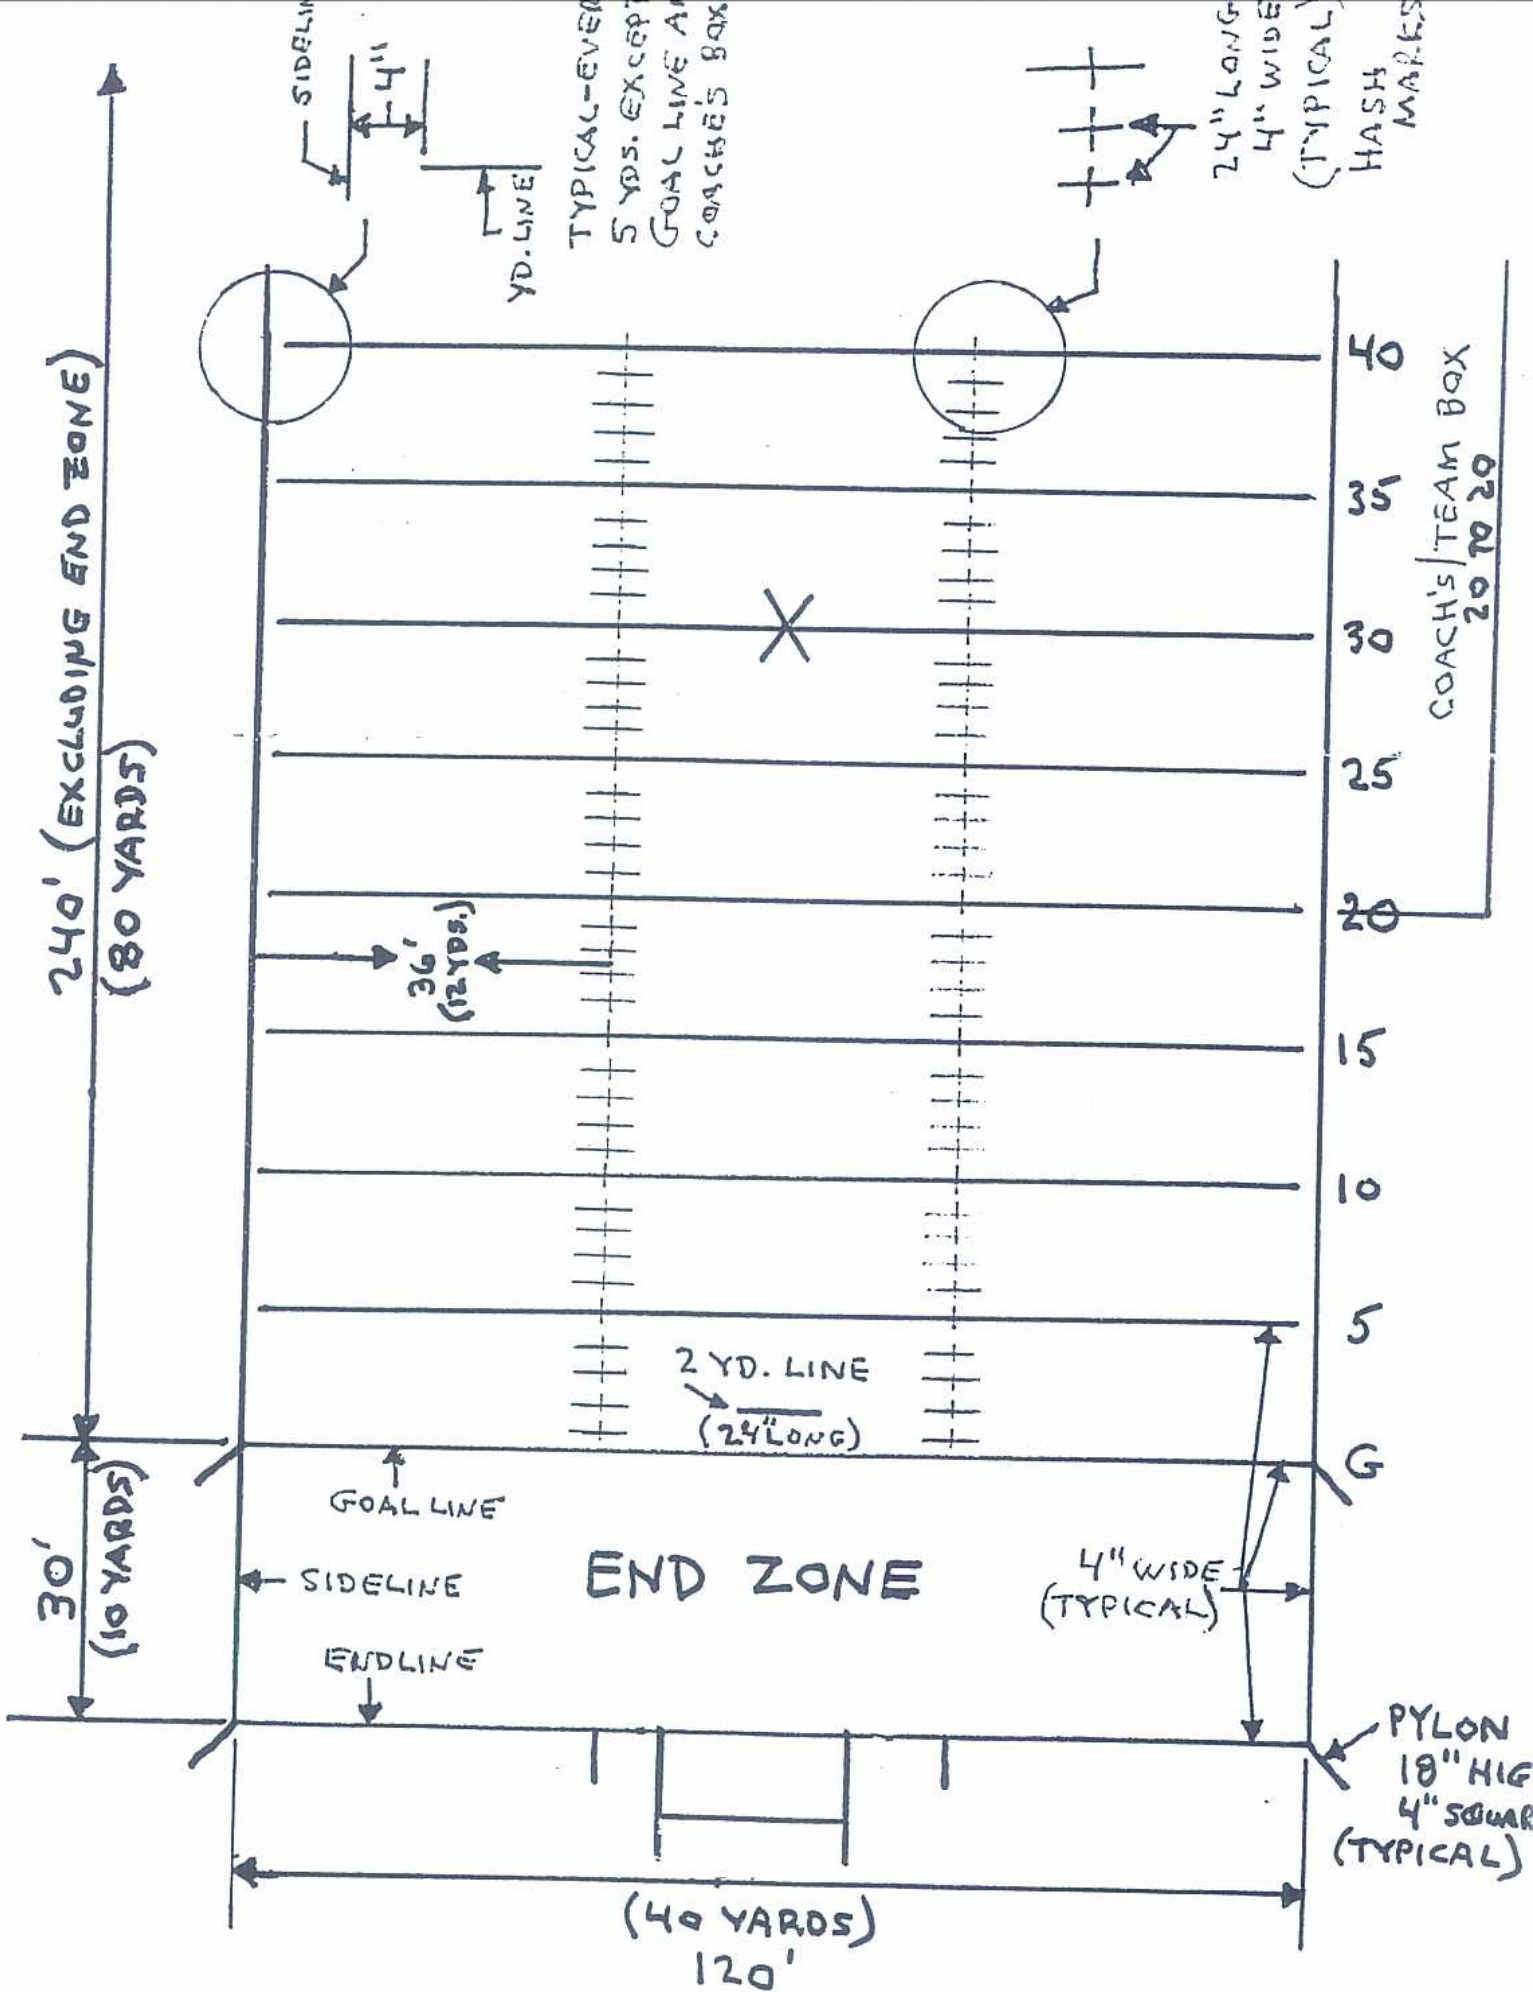 SIDELIN
4"
YD. LINE
TYPICAL-EVER
5 YDS. EXCEPT
GOAL LINE A
COACHE'S BOX
24" LONG
4" WIDE
(TYPICAL)
HASH
MARKS
240' (EXCLUDING END ZONE)
(80 YARDS)
40
35
30
25
20
15
10
5
G
COACH'S/TEAM BOX
20 TO 20
36'
(12 YDS.)
2 YD. LINE
(24" LONG)
GOAL LINE
30'
(10 YARDS)
SIDELINE
END ZONE
4" WIDE
(TYPICAL)
ENDLINE
PYLON
18" HIG
4" SQUAR
(TYPICAL)
(40 YARDS)
120'